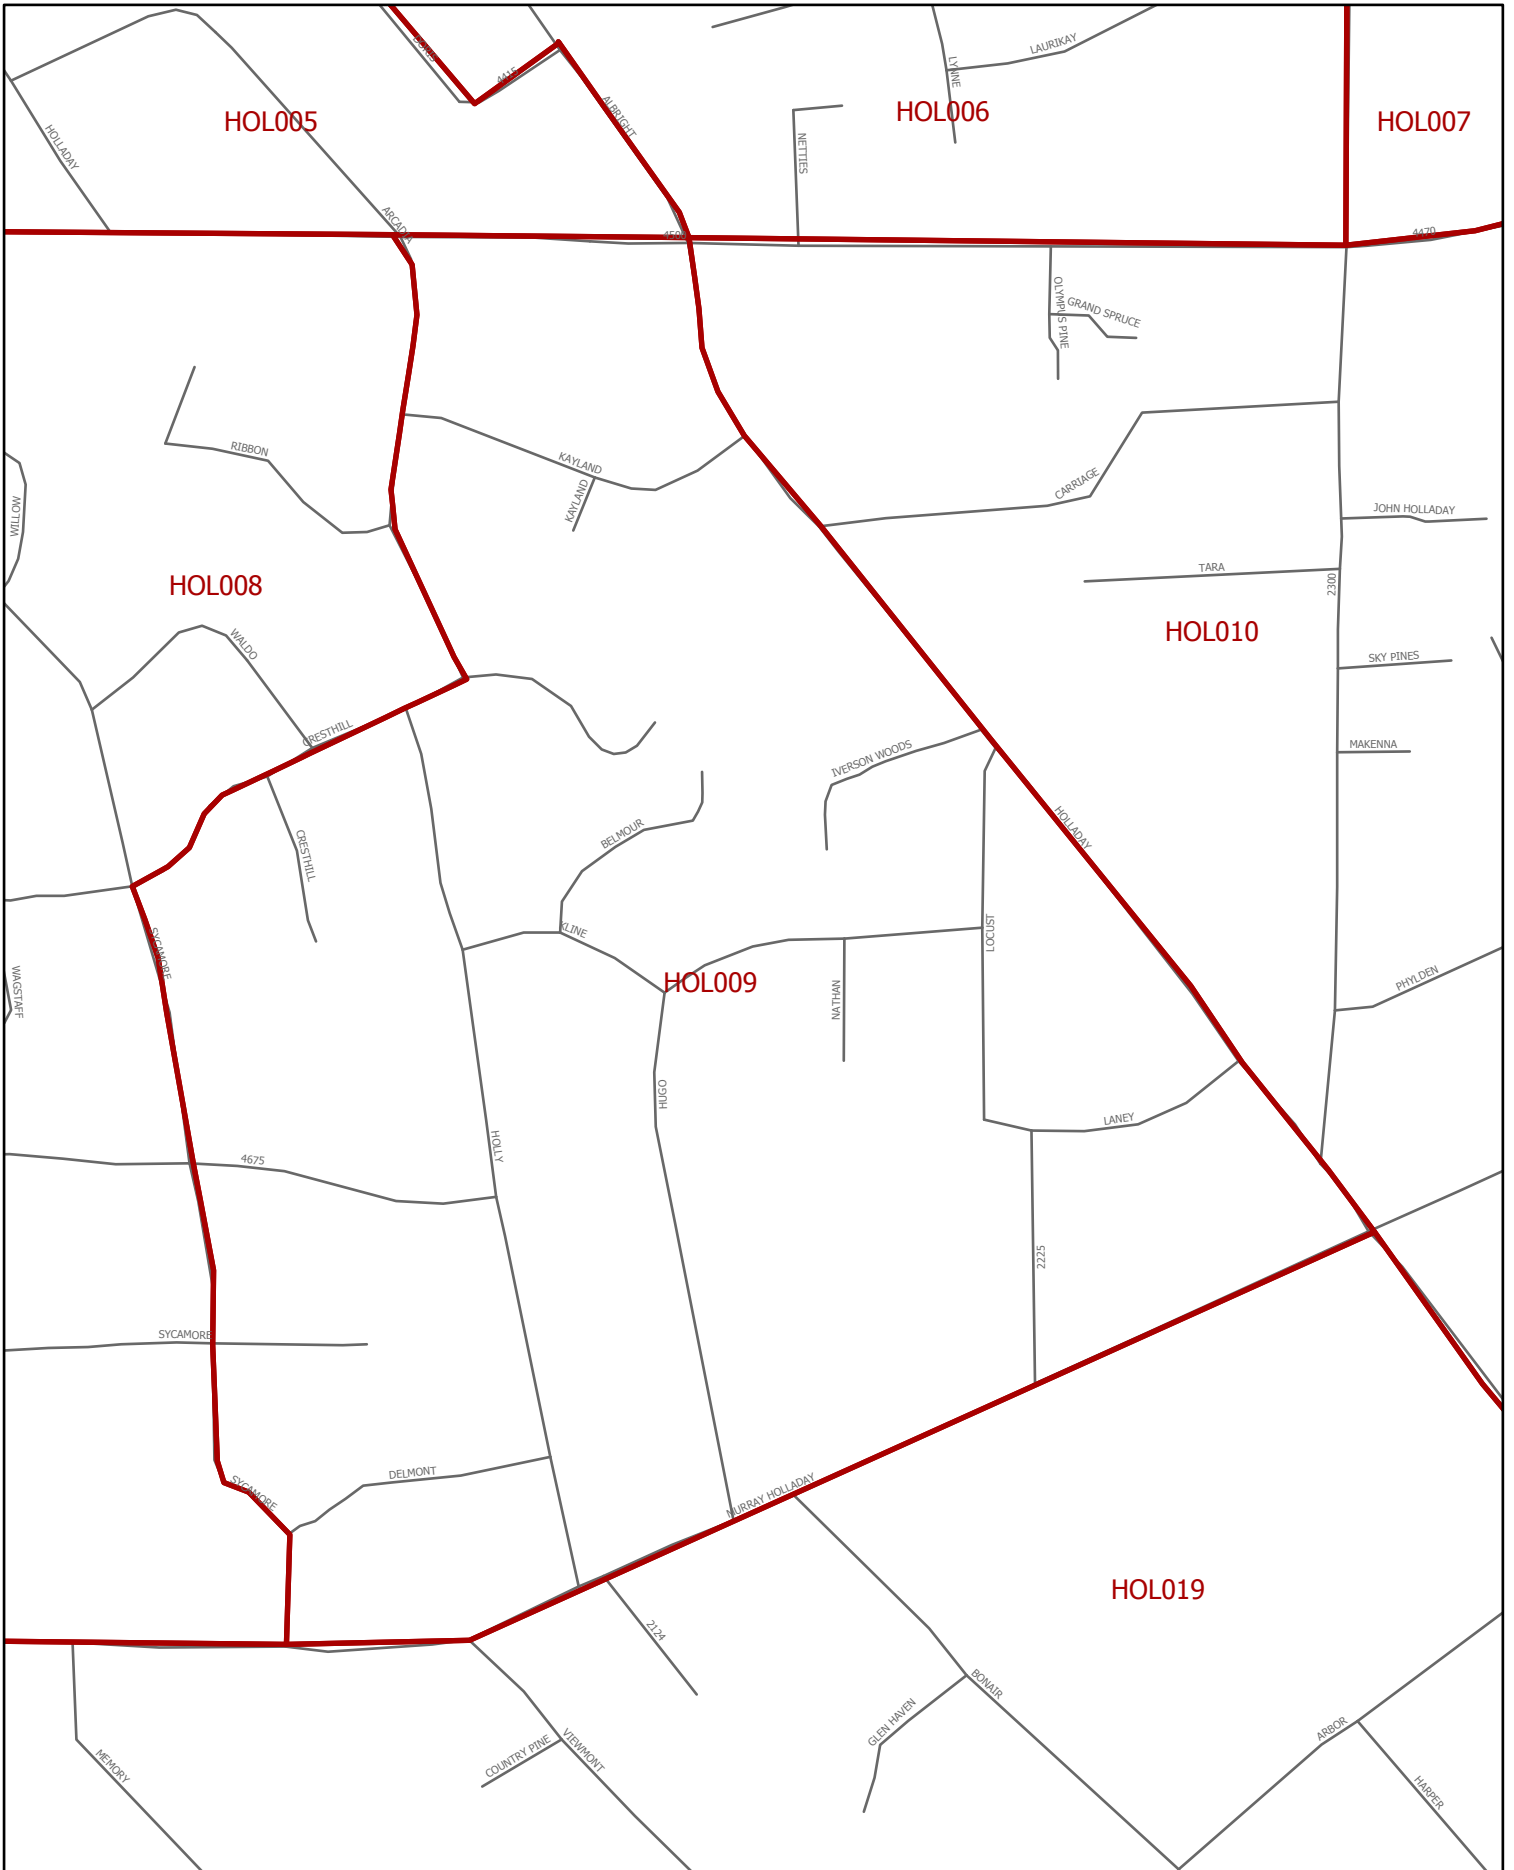 DORIS
4415
ALBRIGHT
LYNNE
LAURIKAY
HOL005
HOL006
HOL007
HOLLADAY
NETTIES
ARCADIA
4500
4470
OLYMPUS PINE
GRAND SPRUCE
RIBBON
KAYLAND
KAYLAND
CARRIAGE
WILLOW
JOHN HOLLADAY
TARA
2300
HOL008
HOL010
WALDO
SKY PINES
CRESTHILL
IVERSON WOODS
MAKENNA
BELMOUR
HOLLADAY
CRESTHILL
KLINE
LOCUST
SYCAMORE
WAGSTAFF
HOL009
NATHAN
PHYLDEN
HUGO
LANEY
HOLLY
4675
2225
SYCAMORE
DELMONT
SYCAMORE
MURRAY HOLLADAY
HOL019
2124
BONAIR
GLEN HAVEN
ARBOR
COUNTRY PINE
VIEWMONT
MEMORY
HARPER